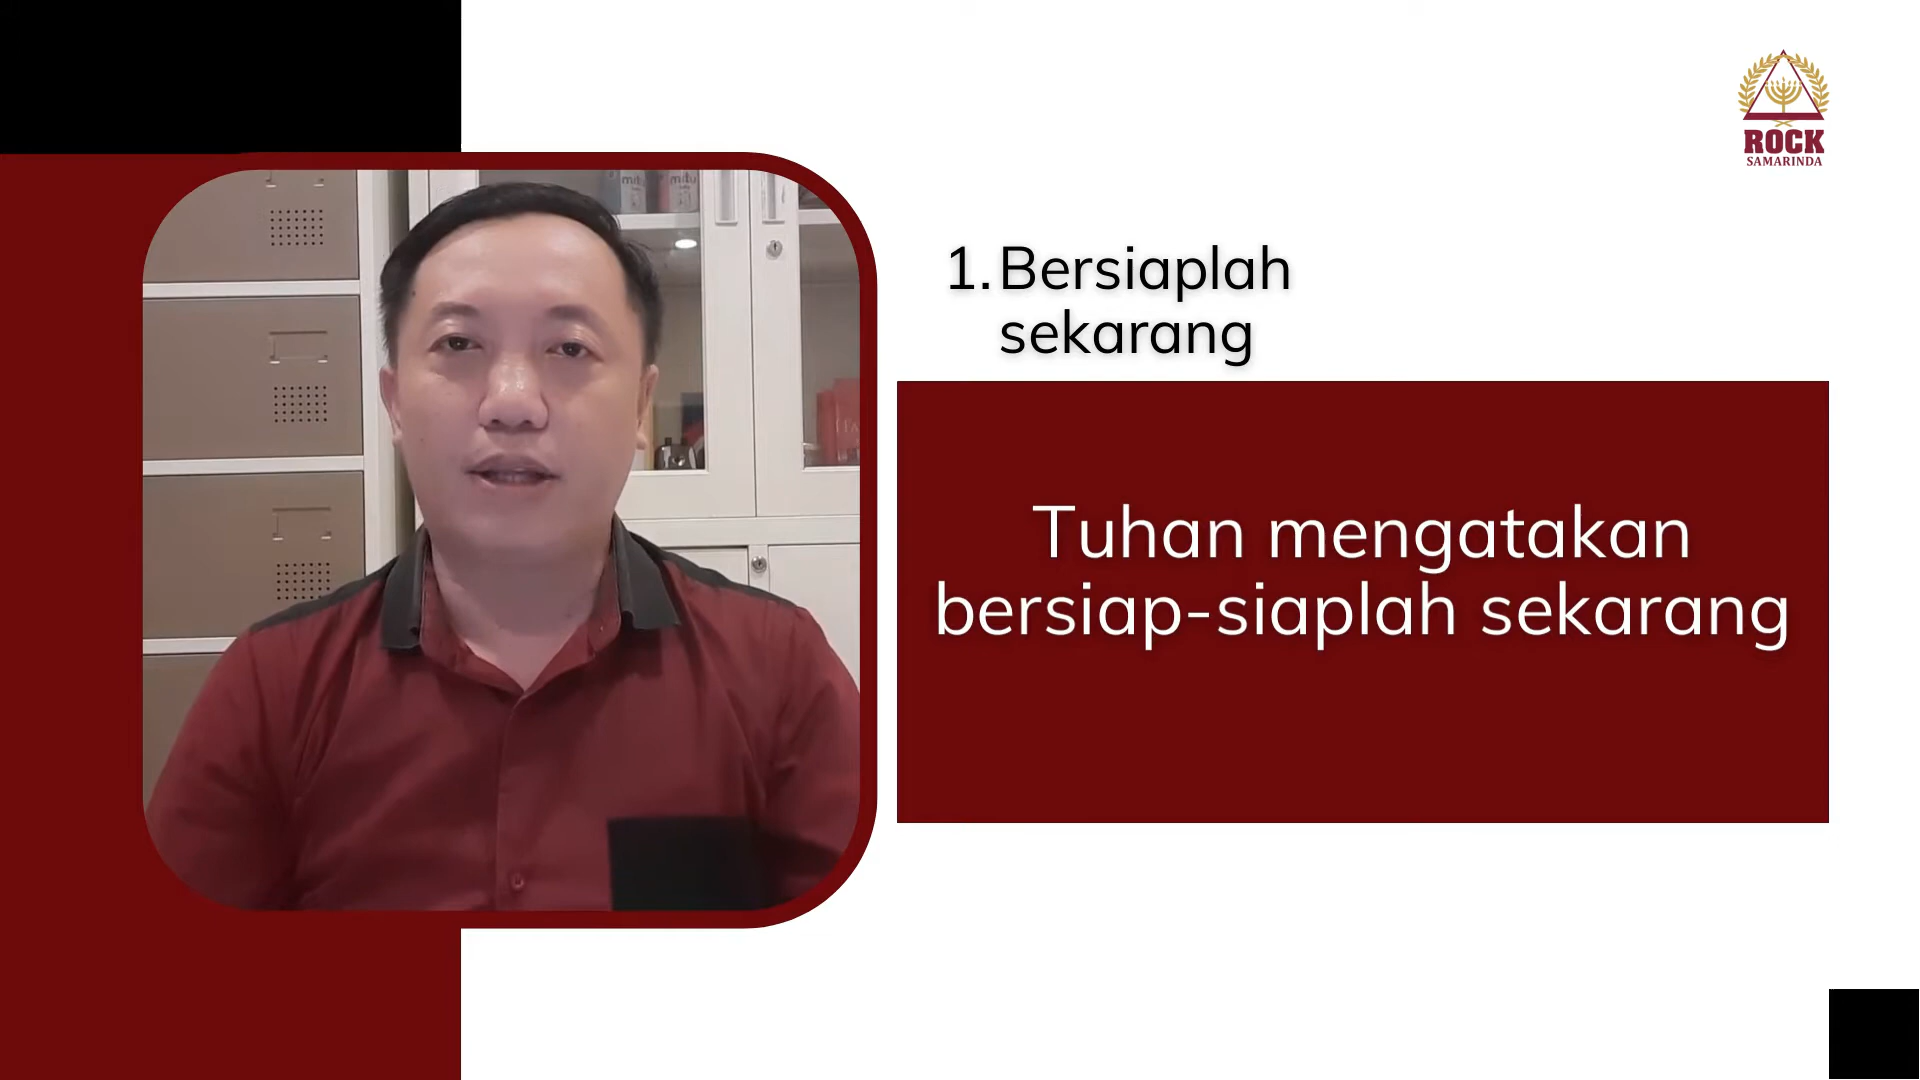 ROCK
SAMARINDA
1. Bersiaplah
sekarang
Tuhan mengatakan
bersiap-siaplah sekarang